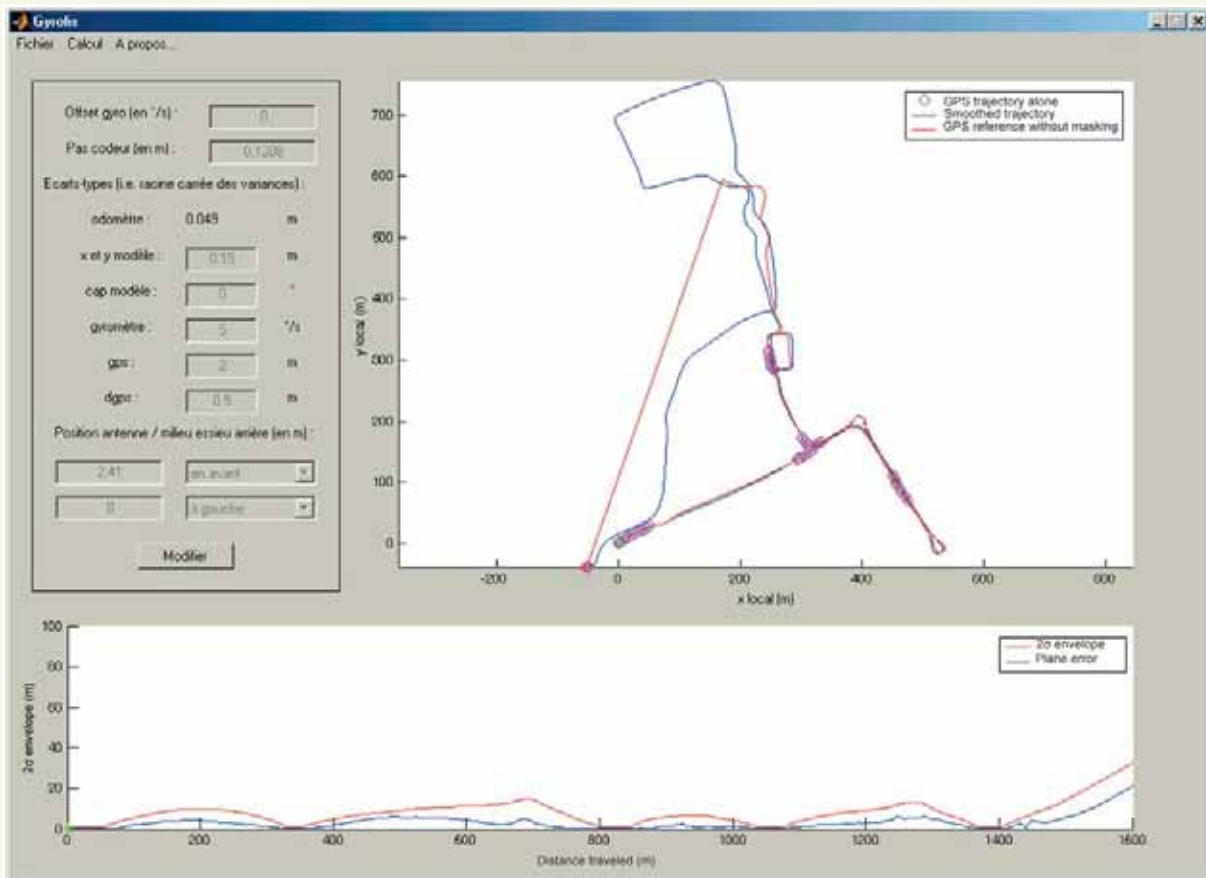 Gyrolis
Fichier Calcul A propos...
Offset gyro (en °/s) : 0
Pas codeur (en m) : 0.1208
Ecarts-types (i.e. racine carrée des variances) :
odomètre : 0.049 m
x et y modèle : 0.15 m
cap modèle : 0 °
gyromètre : 5 °/s
gps : 2 m
dgps : 0.5 m
Position antenne / milieu essieu arrière (en m) :
2.41 en avant
0 à gauche
Modifier
GPS trajectory alone
Smoothed trajectory
GPS reference without masking
y local (m)
700
600
500
400
300
200
100
0
-200 0 200 400 600 800
x local (m)
2σ envelope
Plane error
2σ envelope (m)
100
80
60
40
20
0
0 200 400 600 800 1000 1200 1400 1600
Distance traveled (m)